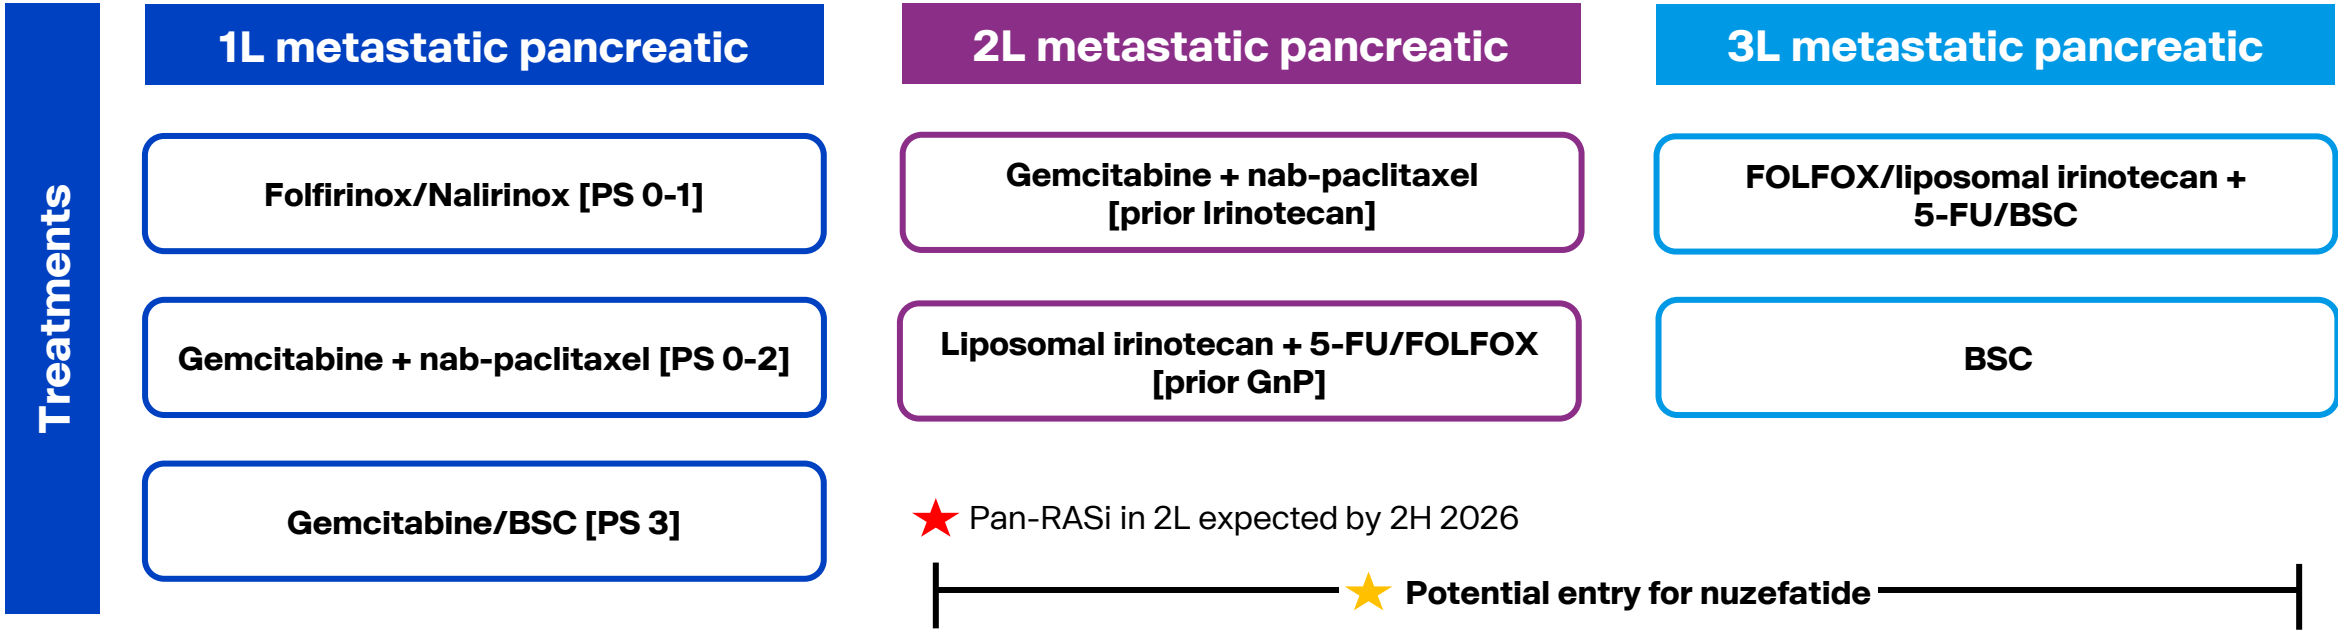 Treatments
1L metastatic pancreatic
Folfirinox/Nalirinox [PS 0-1]
Gemcitabine + nab-paclitaxel [PS 0-2]
Gemcitabine/BSC [PS 3]
2L metastatic pancreatic
Gemcitabine + nab-paclitaxel
[prior Irinotecan]
Liposomal irinotecan + 5-FU/FOLFOX
[prior GnP]
3L metastatic pancreatic
FOLFOX/liposomal irinotecan +
5-FU/BSC
BSC
Pan-RASi in 2L expected by 2H 2026
Potential entry for nuzefatide